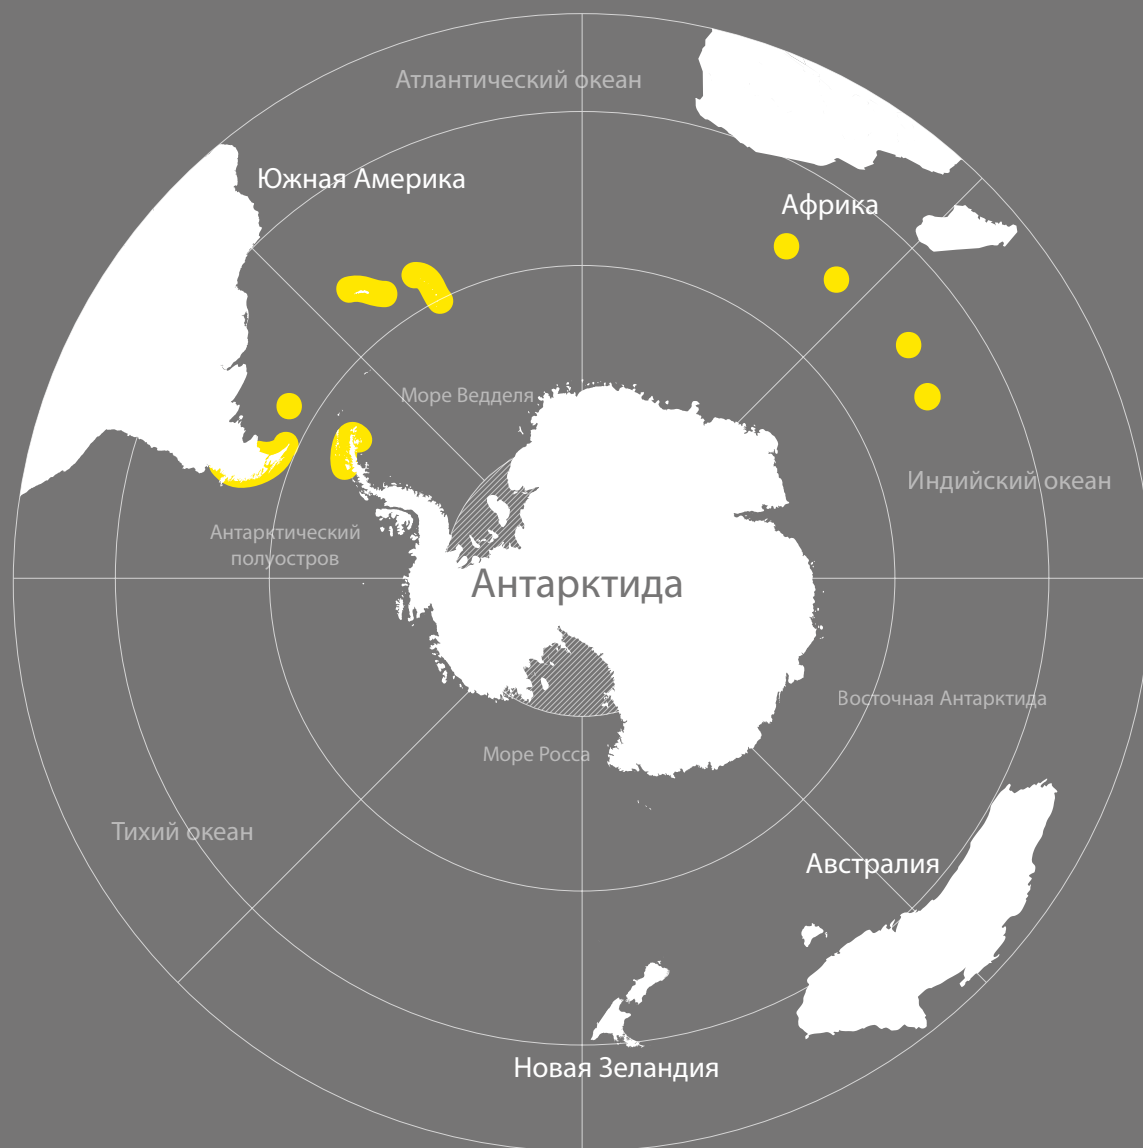 Атлантический океан
Южная Америка
Африка
Море Ведделя
Индийский океан
Антарктический
полуостров
Антарктида
Восточная Антарктида
Море Росса
Тихий океан
Австралия
Новая Зеландия